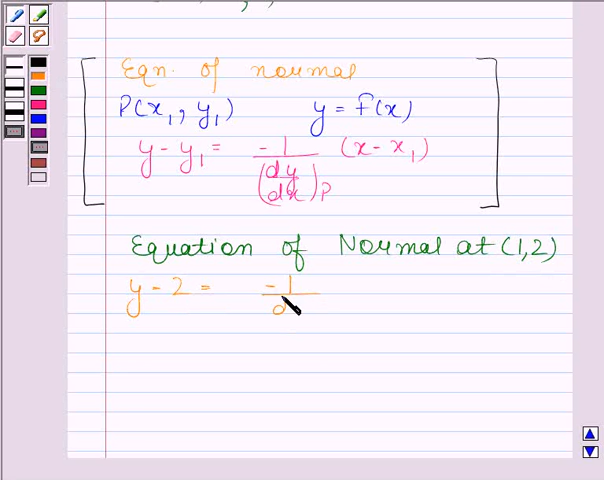 Eqn. of normal
P(x₁, y₁) y = f(x)
y - y₁ = -1/(dy/dx)P (x - x₁)
Equation of Normal at (1,2)
y - 2 = -1/d